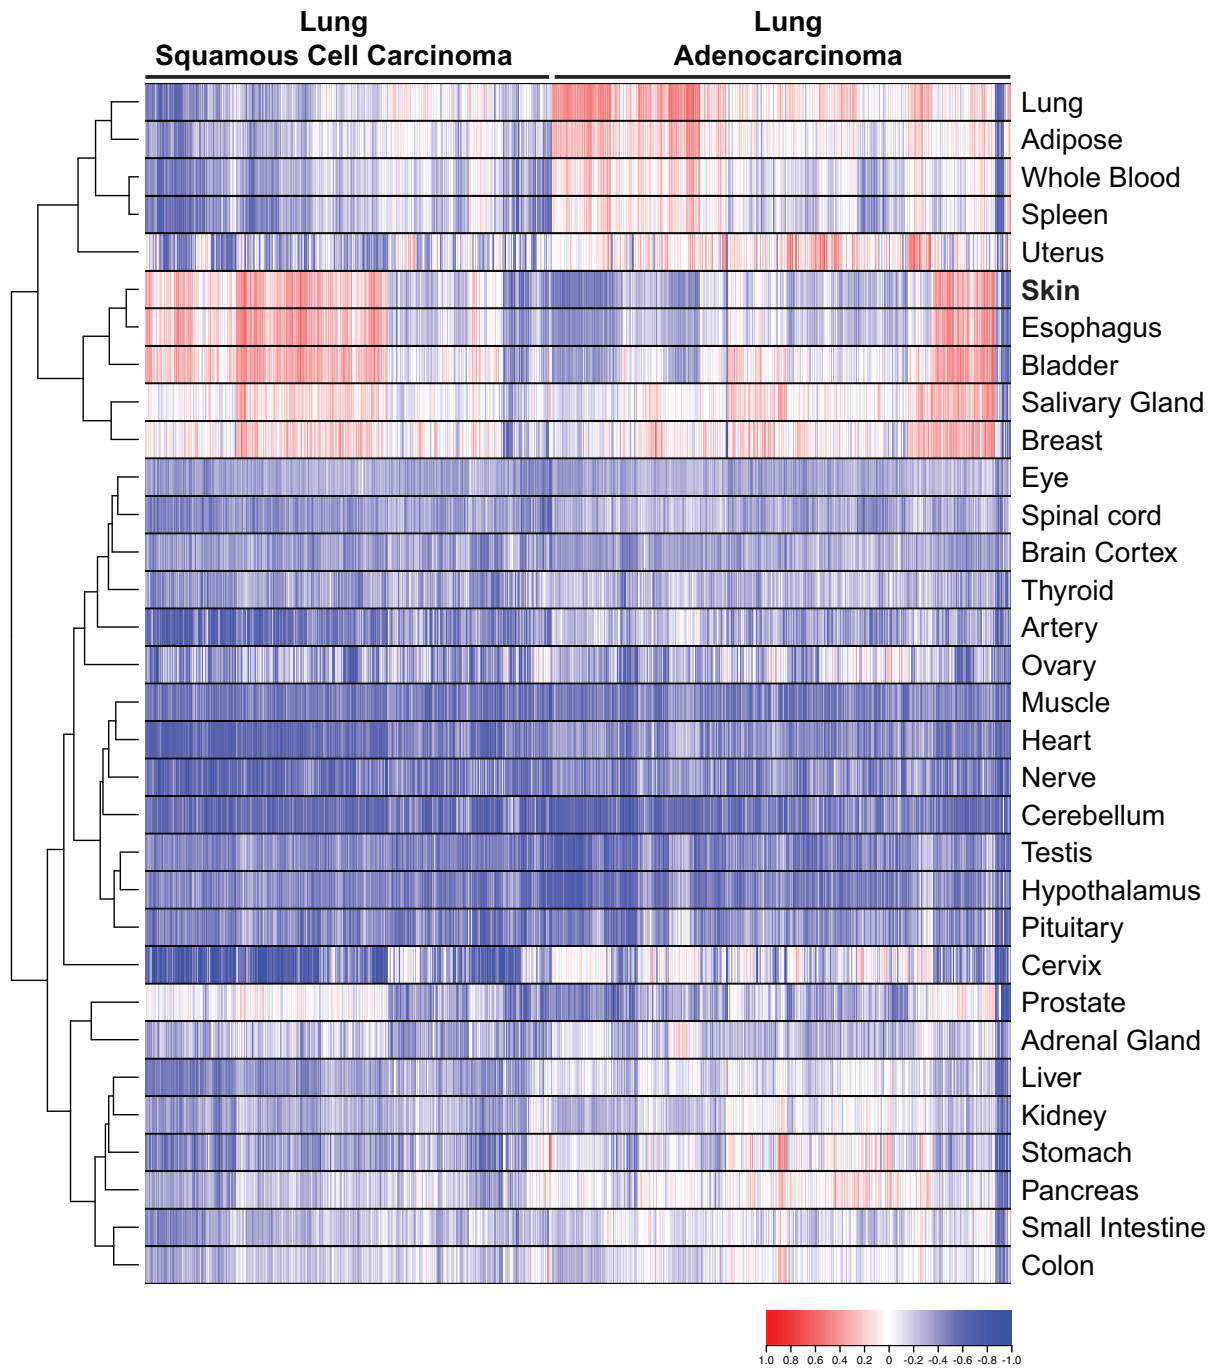 Lung
Squamous Cell Carcinoma
Lung
Adenocarcinoma
Lung
Adipose
Whole Blood
Spleen
Uterus
Skin
Esophagus
Bladder
Salivary Gland
Breast
Eye
Spinal cord
Brain Cortex
Thyroid
Artery
Ovary
Muscle
Heart
Nerve
Cerebellum
Testis
Hypothalamus
Pituitary
Cervix
Prostate
Adrenal Gland
Liver
Kidney
Stomach
Pancreas
Small Intestine
Colon
1.0 0.8 0.6 0.4 0.2 0 -0.2 -0.4 -0.6 -0.8 -1.0